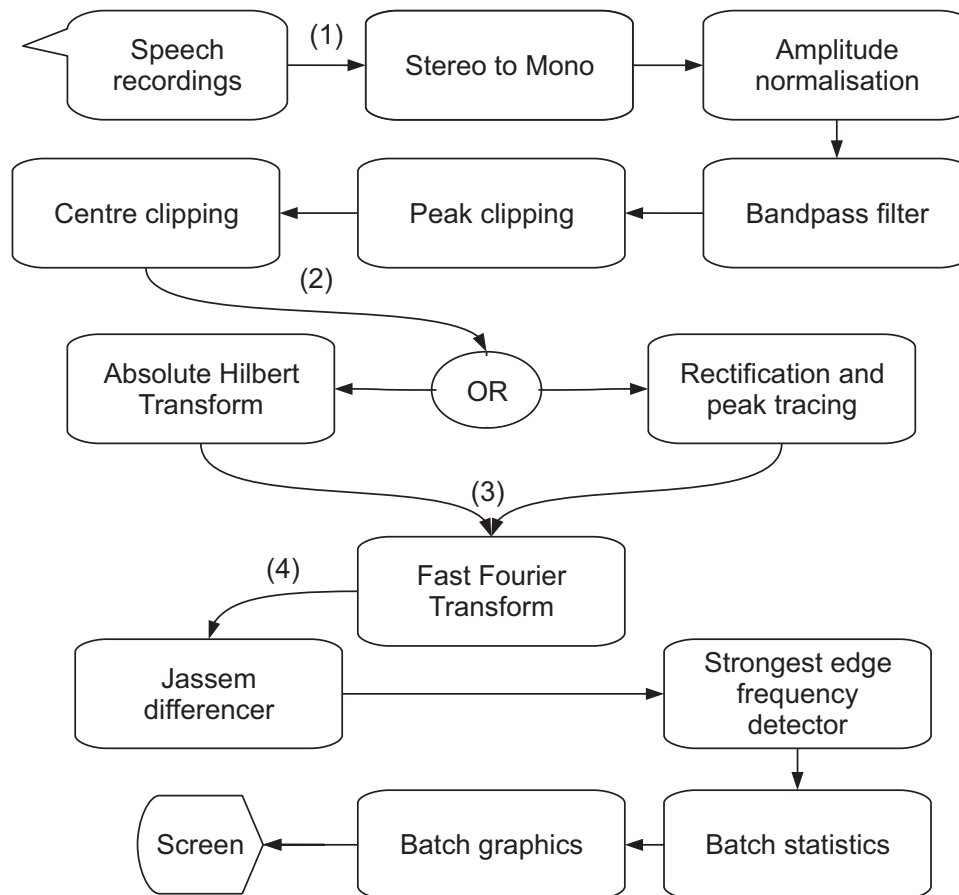 (1)
Speech
recordings
Stereo to Mono
Amplitude
normalisation
Centre clipping
Peak clipping
Bandpass filter
(2)
Absolute Hilbert
Transform
OR
Rectification and
peak tracing
(3)
(4)
Fast Fourier
Transform
Jassem
differencer
Strongest edge
frequency
detector
Screen
Batch graphics
Batch statistics